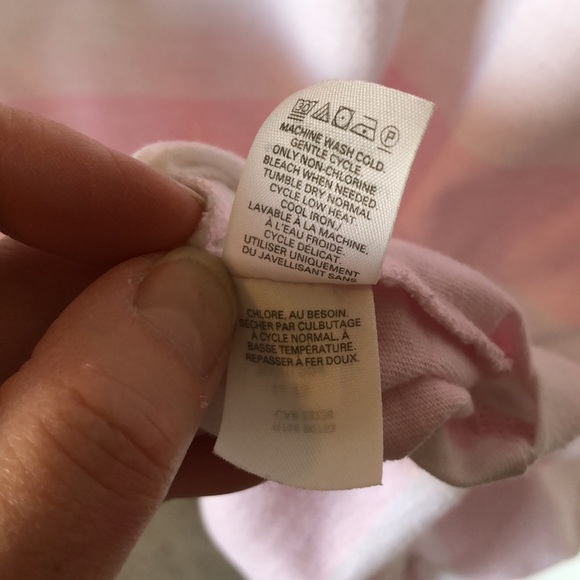 30 P
MACHINE WASH COLD.
GENTLE CYCLE.
ONLY NON-CHLORINE
BLEACH WHEN NEEDED.
TUMBLE DRY NORMAL
CYCLE LOW HEAT.
COOL IRON./
LAVABLE À LA MACHINE,
À L'EAU FROIDE.
CYCLE DÉLICAT.
UTILISER UNIQUEMENT
DU JAVELLISANT SANS
CHLORE, AU BESOIN.
SÉCHER PAR CULBUTAGE
À CYCLE NORMAL, À
BASSE TEMPÉRATURE.
REPASSER À FER DOUX.